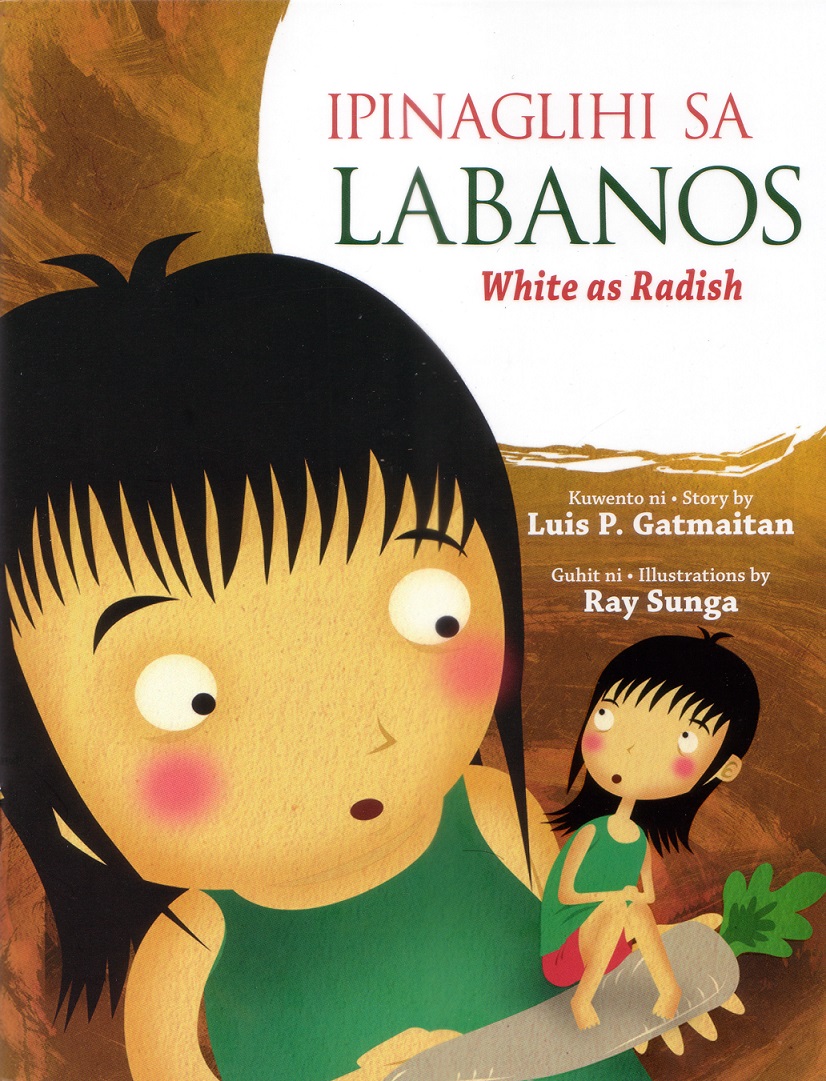 IPINAGLIHI SA
LABANOS
White as Radish
Kuwento ni • Story by
Luis P. Gatmaitan
Guhit ni • Illustrations by
Ray Sunga